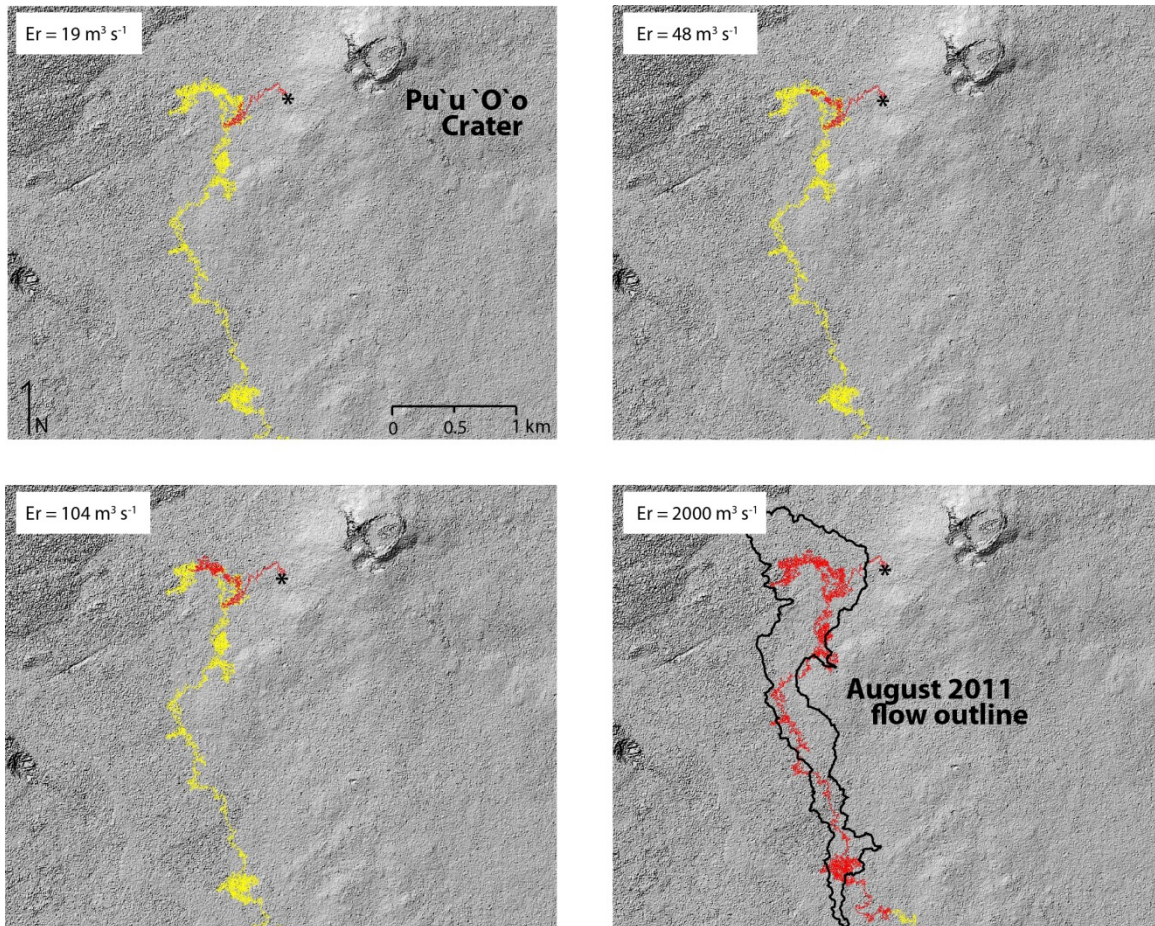 Er = 19 m³ s⁻¹
Pu`u `O`o
Crater
*
N
0 0.5 1 km
Er = 48 m³ s⁻¹
*
Er = 104 m³ s⁻¹
*
Er = 2000 m³ s⁻¹
*
August 2011
flow outline